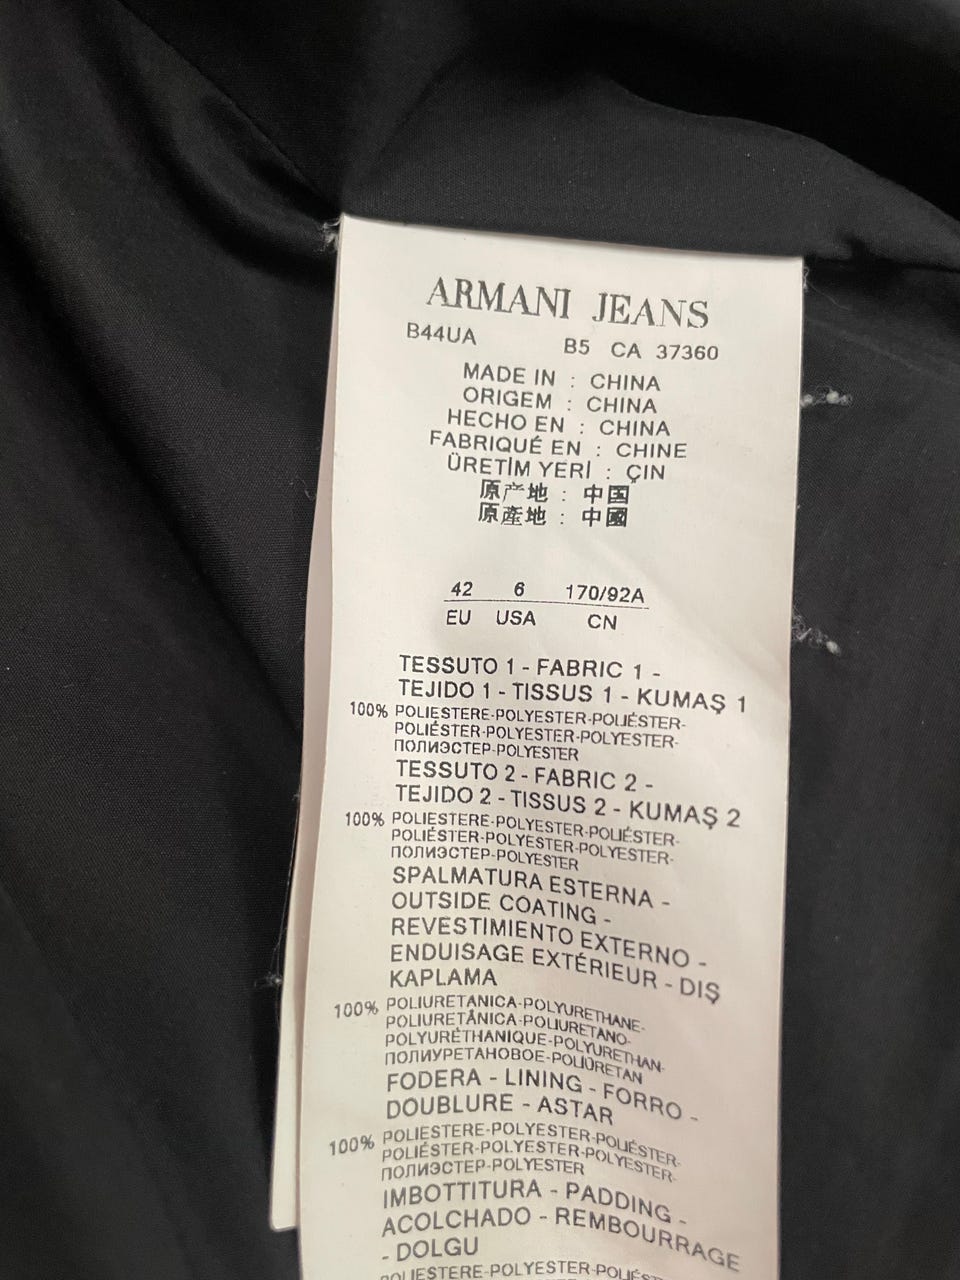 ARMANI JEANS
B44UA B5 CA 37360
MADE IN : CHINA
ORIGEM : CHINA
HECHO EN : CHINA
FABRIQUÉ EN : CHINE
ÜRETİM YERİ : ÇIN
原产地 : 中国
原產地 : 中國
42 6 170/92A
EU USA CN
TESSUTO 1 - FABRIC 1 -
TEJIDO 1 - TISSUS 1 - KUMAŞ 1
100% POLIESTERE-POLYESTER-POLIÉSTER-
POLIÉSTER-POLYESTER-POLYESTER-
ПОЛИЭСТЕР-POLYESTER
TESSUTO 2 - FABRIC 2 -
TEJIDO 2 - TISSUS 2 - KUMAŞ 2
100% POLIESTERE-POLYESTER-POLIÉSTER-
POLIÉSTER-POLYESTER-POLYESTER-
ПОЛИЭСТЕР-POLYESTER
SPALMATURA ESTERNA -
OUTSIDE COATING -
REVESTIMIENTO EXTERNO -
ENDUISAGE EXTÉRIEUR - DIŞ
KAPLAMA
100% POLIURETANICA-POLYURETHANE-
POLIURETÂNICA-POLIURETANO-
POLYURÉTHANIQUE-POLYURETHAN-
ПОЛИУРЕТАНОВОЕ-POLIÜRETAN
FODERA - LINING - FORRO -
DOUBLURE - ASTAR
100% POLIESTERE-POLYESTER-POLIÉSTER-
POLIÉSTER-POLYESTER-POLYESTER-
ПОЛИЭСТЕР-POLYESTER
IMBOTTITURA - PADDING -
ACOLCHADO - REMBOURRAGE
- DOLGU
POLIESTERE-POLYESTER-POLIÉSTER-